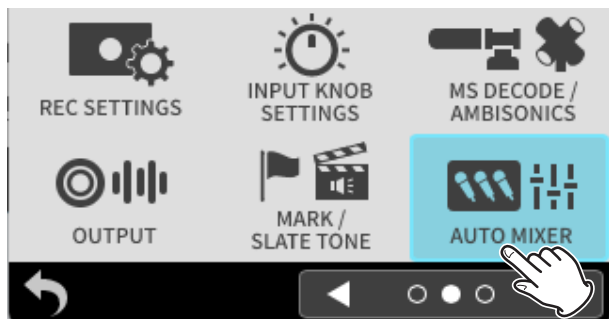 REC SETTINGS
INPUT KNOB
SETTINGS
MS DECODE /
AMBISONICS
OUTPUT
MARK /
SLATE TONE
AUTO MIXER